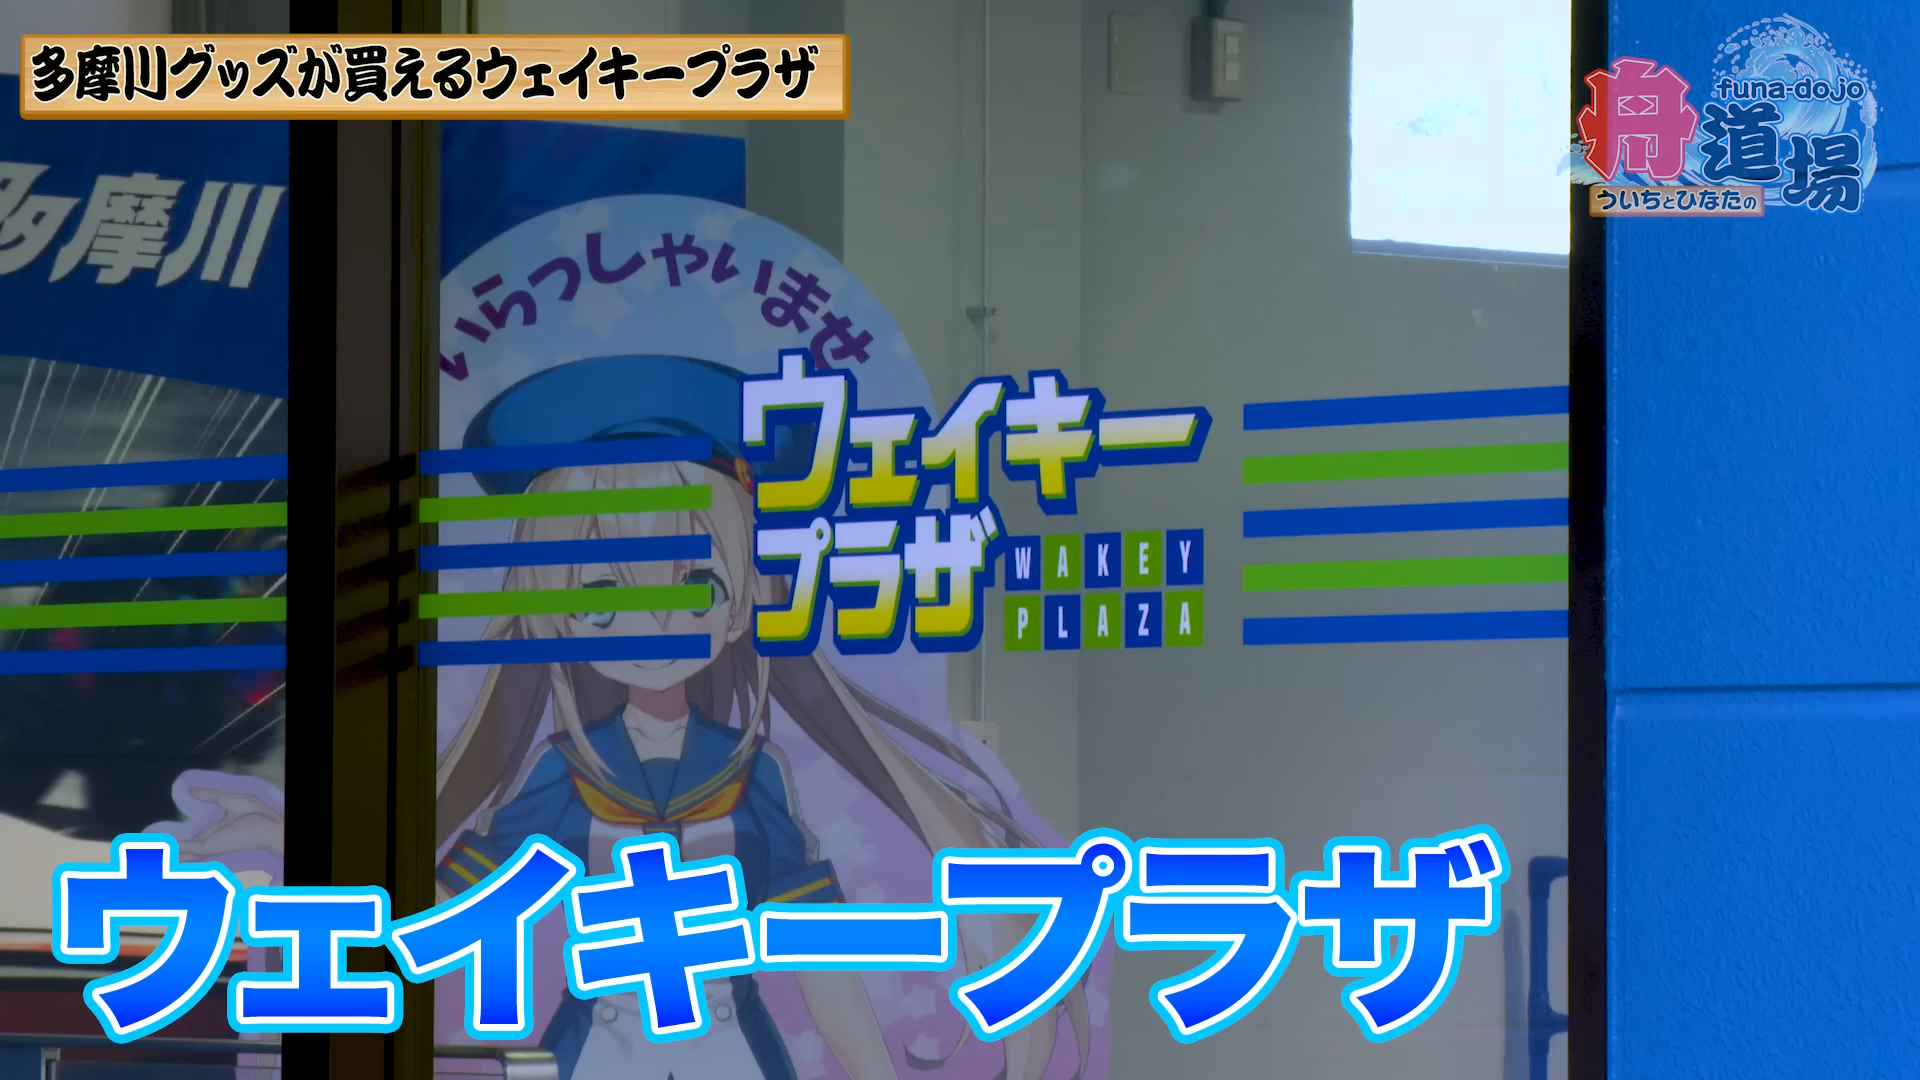 多摩川グッズが買えるウェイキープラザ
funa-dojo
舟道場
ういちとひなたの
多摩川
いらっしゃいませ
ウェイキー
プラザ
WAKEY
PLAZA
ウェイキープラザ